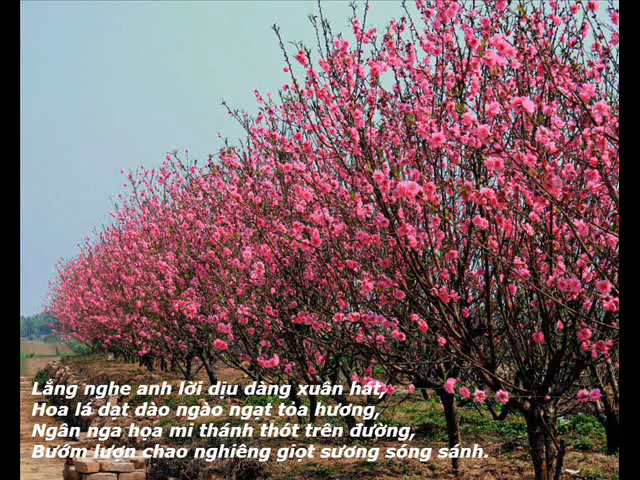 Lẳng nghe anh lời dịu dàng xuân hát,
Hoa lá dạt dào ngào ngạt tỏa hương,
Ngân nga họa mi thánh thót trên đường,
Bướm lượn chao nghiêng giọt sương sóng sánh.